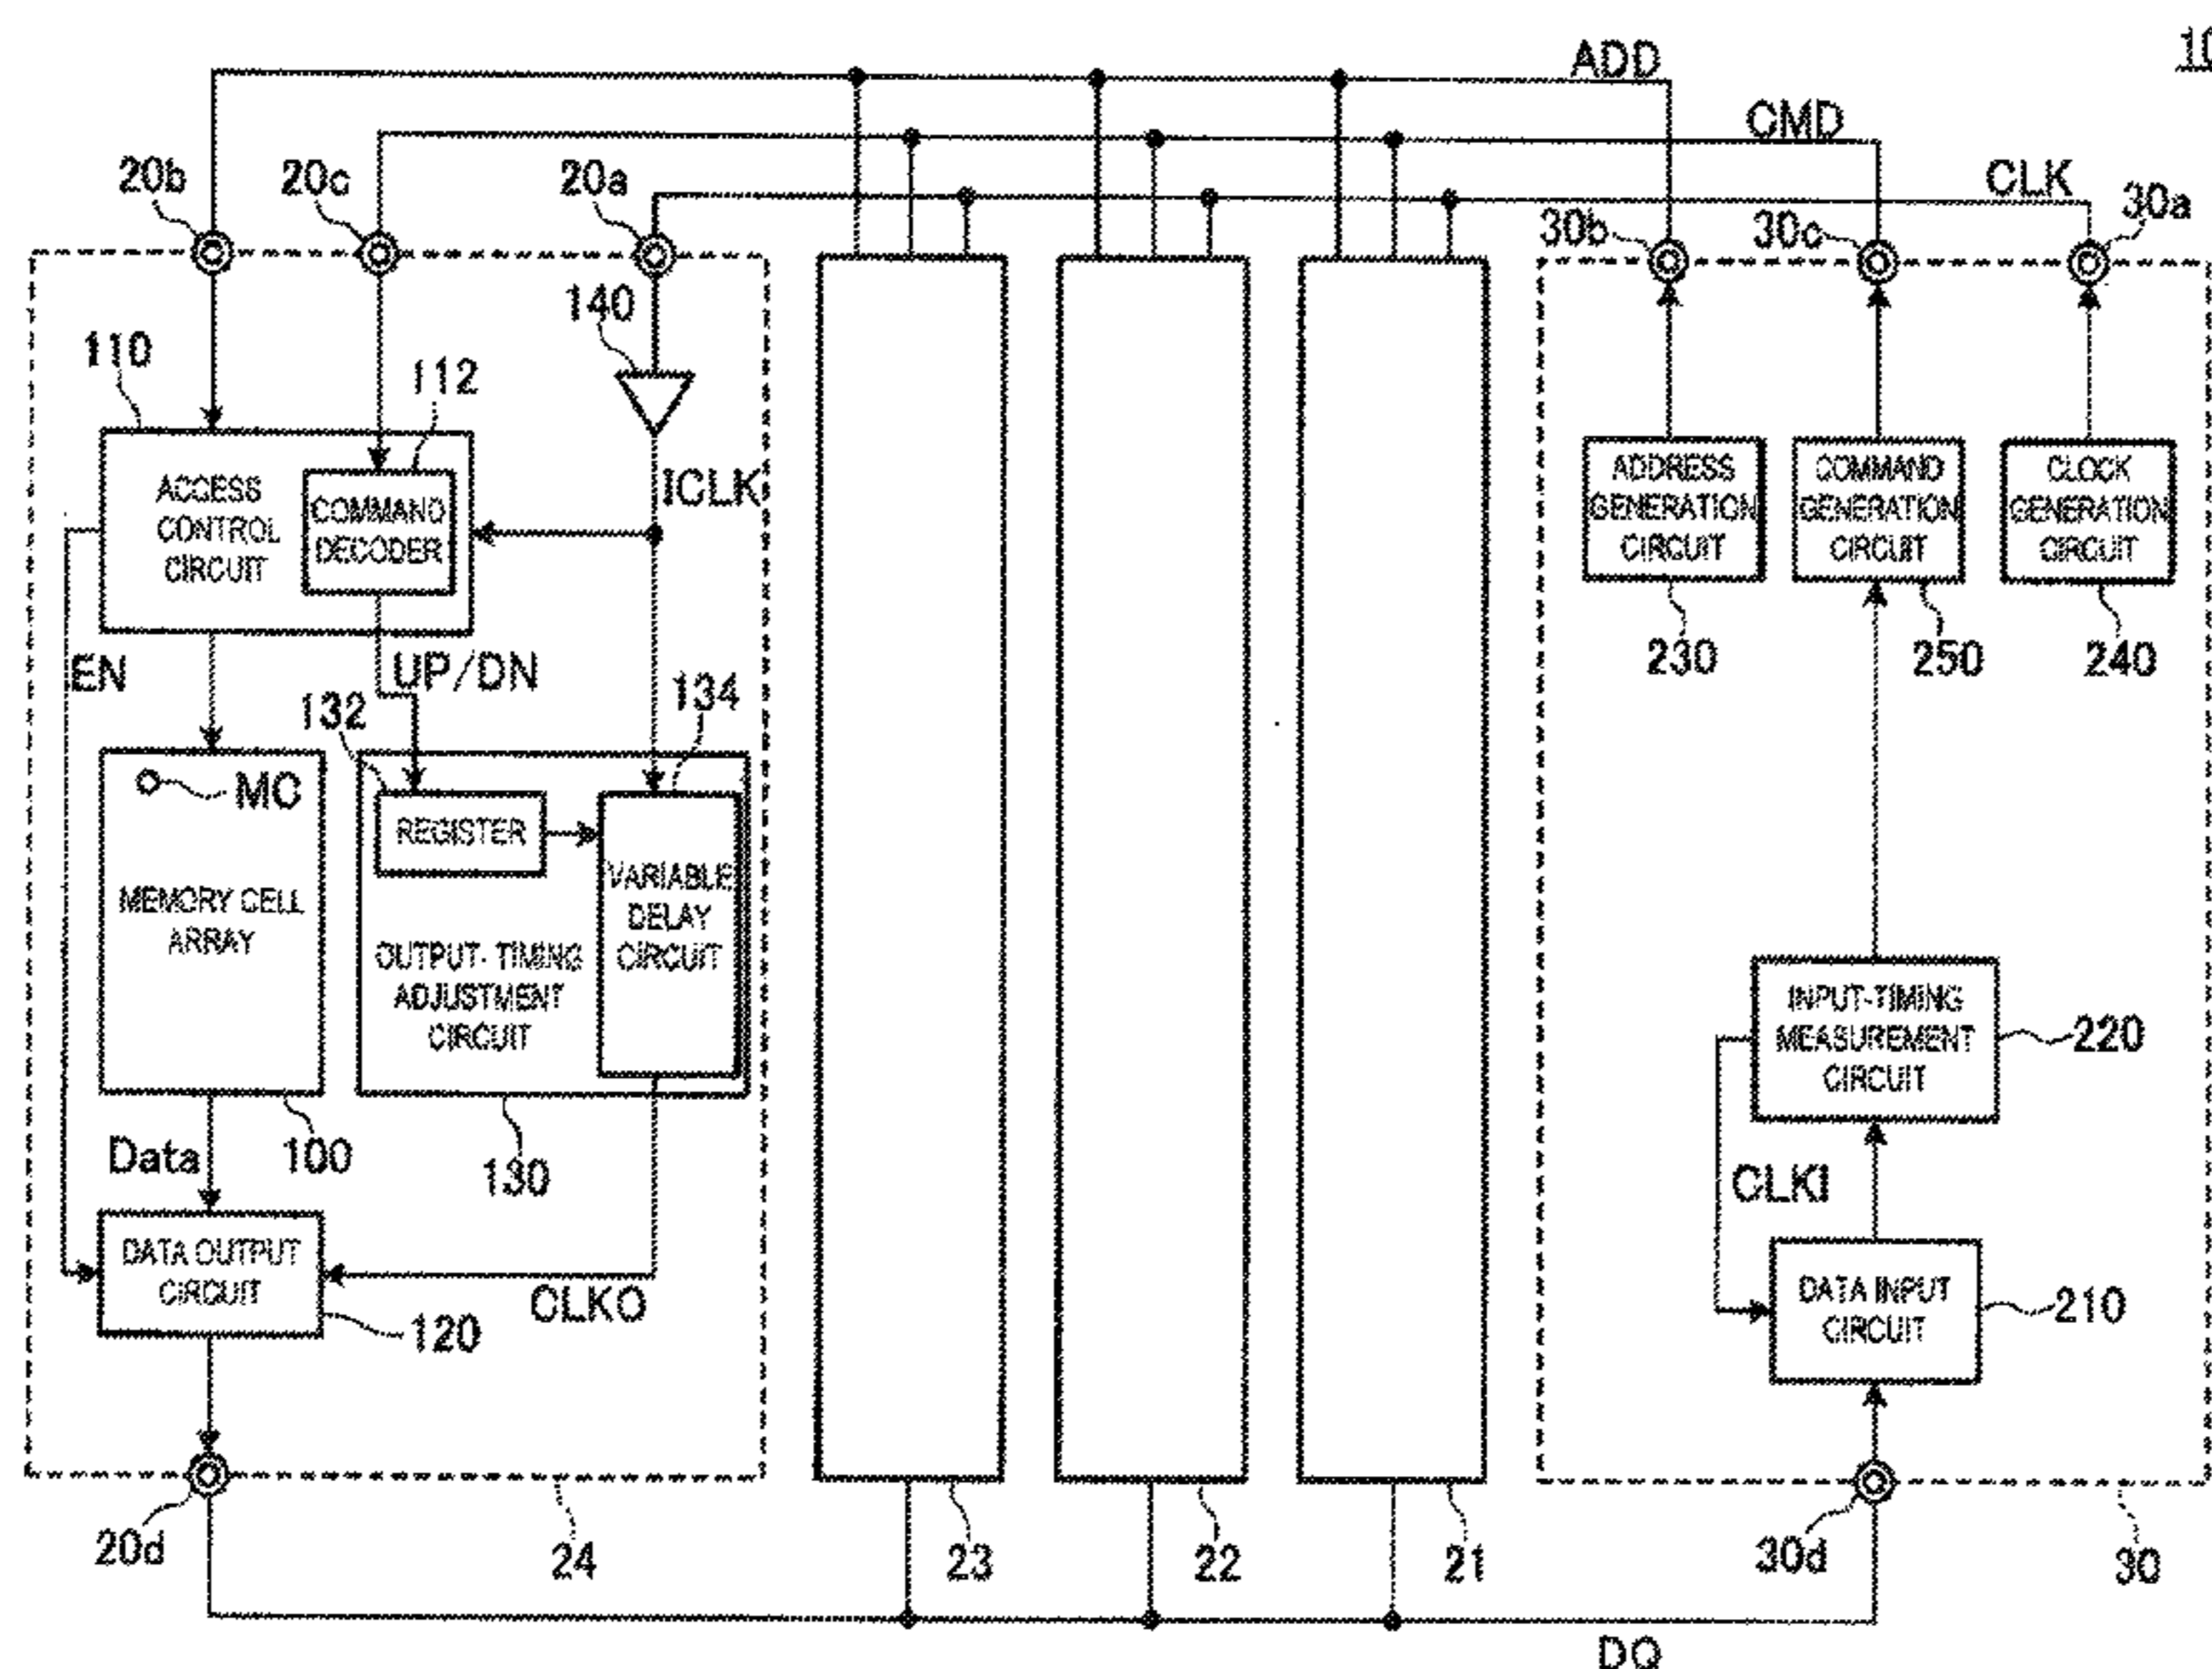 10
ADD
CMD
CLK
20b
20c
20a
30b
30c
30a
140
110
112
ACCESS
CONTROL
CIRCUIT
COMMAND
DECODER
ICLK
ADDRESS
GENERATION
CIRCUIT
COMMAND
GENERATION
CIRCUIT
CLOCK
GENERATION
CIRCUIT
230
250
240
EN
UP/DN
132
134
MC
REGISTER
MEMORY CELL
ARRAY
VARIABLE
DELAY
CIRCUIT
OUTPUT-TIMING
ADJUSTMENT
CIRCUIT
INPUT-TIMING
MEASUREMENT
CIRCUIT
220
Data
100
130
CLKI
DATA OUTPUT
CIRCUIT
CLKO
120
DATA INPUT
CIRCUIT
210
20d
24
23
22
21
30d
30
DQ